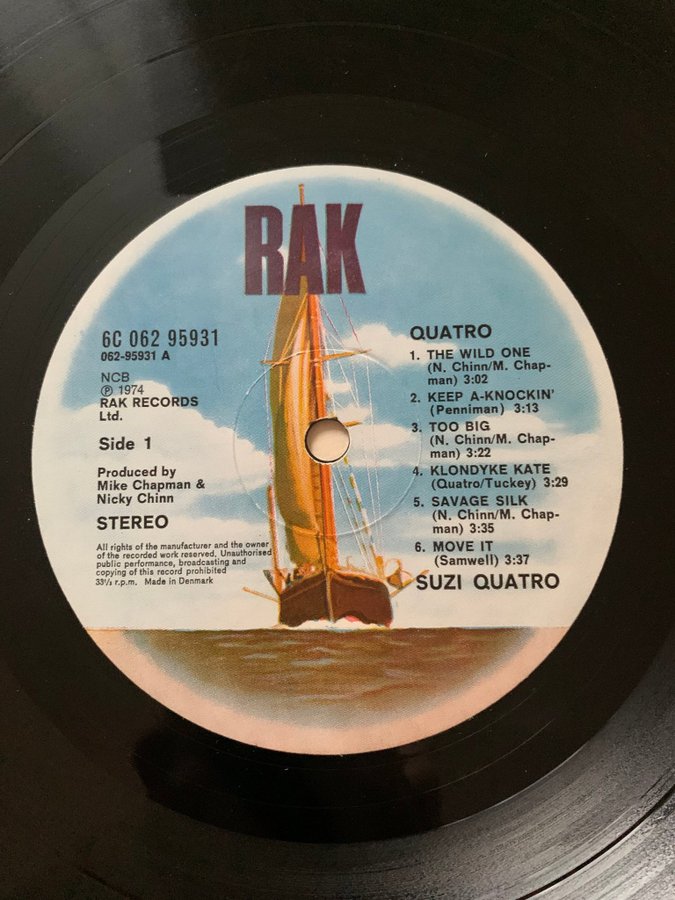 RAK
6C 062 95931
062-95931 A
NCB
Ⓟ 1974
RAK RECORDS
Ltd.
Side 1
Produced by
Mike Chapman &
Nicky Chinn
STEREO
All rights of the manufacturer and the owner
of the recorded work reserved. Unauthorised
public performance, broadcasting and
copying of this record prohibited
33⅓ r.p.m. Made in Denmark
QUATRO
1. THE WILD ONE
(N. Chinn/M. Chap-
man) 3:02
2. KEEP A-KNOCKIN'
(Penniman) 3:13
3. TOO BIG
(N. Chinn/M. Chap-
man) 3:22
4. KLONDYKE KATE
(Quatro/Tuckey) 3:29
5. SAVAGE SILK
(N. Chinn/M. Chap-
man) 3:35
6. MOVE IT
(Samwell) 3:37
SUZI QUATRO